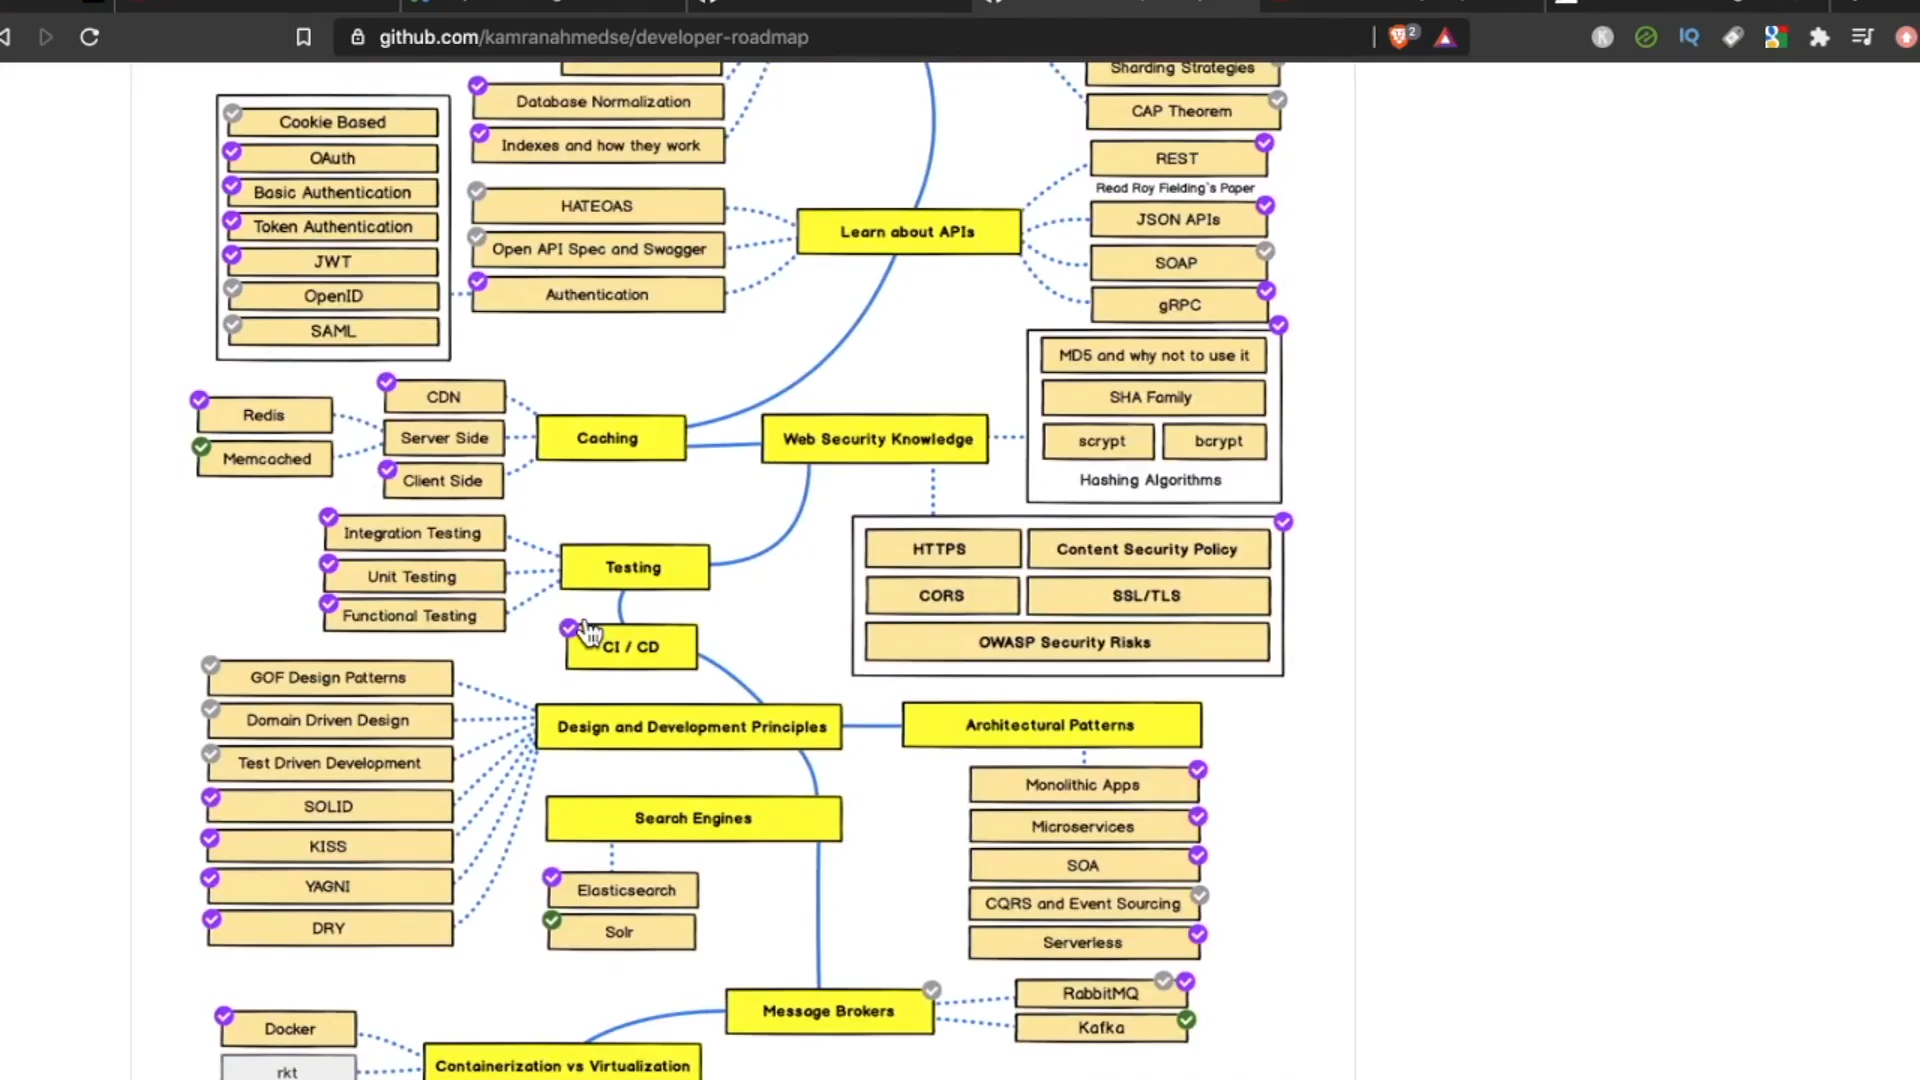 github.com/kamranahmedse/developer-roadmap
2
K
IQ
Sharding Strategies
Database Normalization
CAP Theorem
Cookie Based
Indexes and how they work
OAuth
REST
Basic Authentication
Read Roy Fielding's Paper
HATEOAS
Token Authentication
JSON APIs
Learn about APIs
Open API Spec and Swagger
JWT
SOAP
OpenID
Authentication
gRPC
SAML
MD5 and why not to use it
CDN
SHA Family
Redis
Server Side
Caching
Web Security Knowledge
scrypt
bcrypt
Memcached
Client Side
Hashing Algorithms
Integration Testing
HTTPS
Content Security Policy
Testing
Unit Testing
CORS
SSL/TLS
Functional Testing
CI / CD
OWASP Security Risks
GOF Design Patterns
Domain Driven Design
Design and Development Principles
Architectural Patterns
Test Driven Development
Monolithic Apps
SOLID
Search Engines
Microservices
KISS
SOA
YAGNI
Elasticsearch
CQRS and Event Sourcing
DRY
Solr
Serverless
RabbitMQ
Message Brokers
Docker
Kafka
Containerization vs Virtualization
rkt